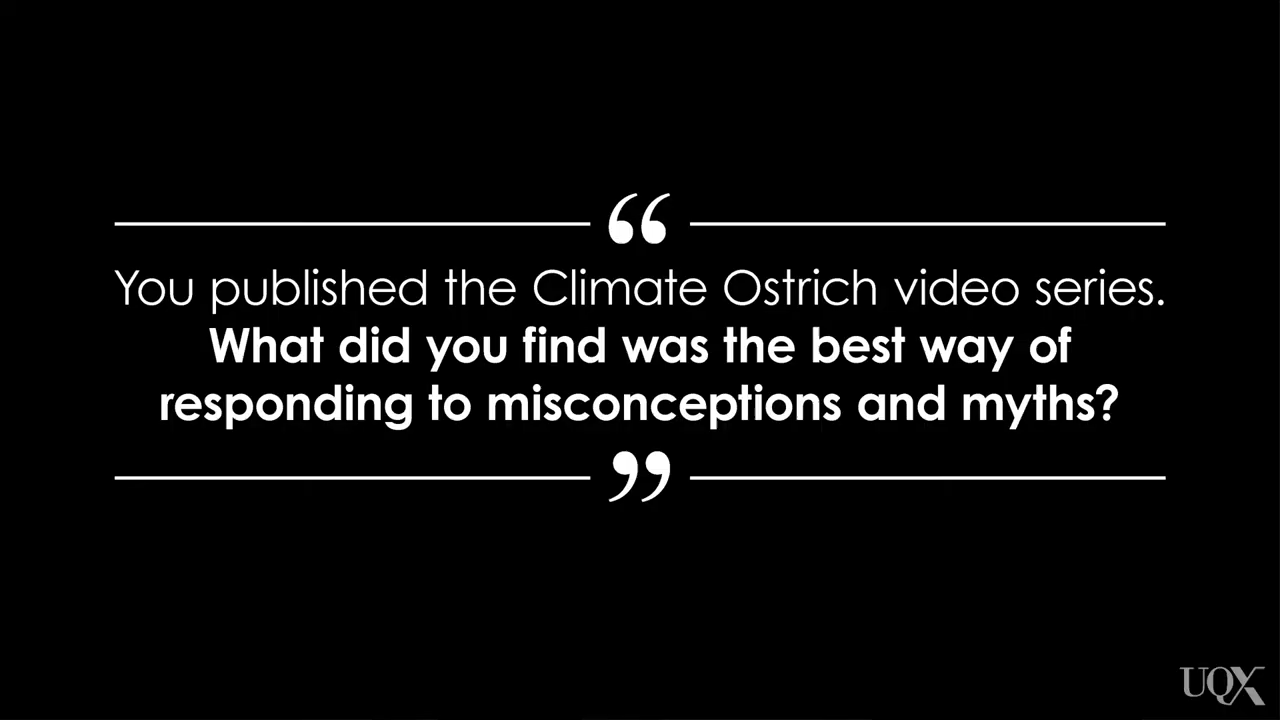 “
You published the Climate Ostrich video series.
What did you find was the best way of
responding to misconceptions and myths?
”
UQX